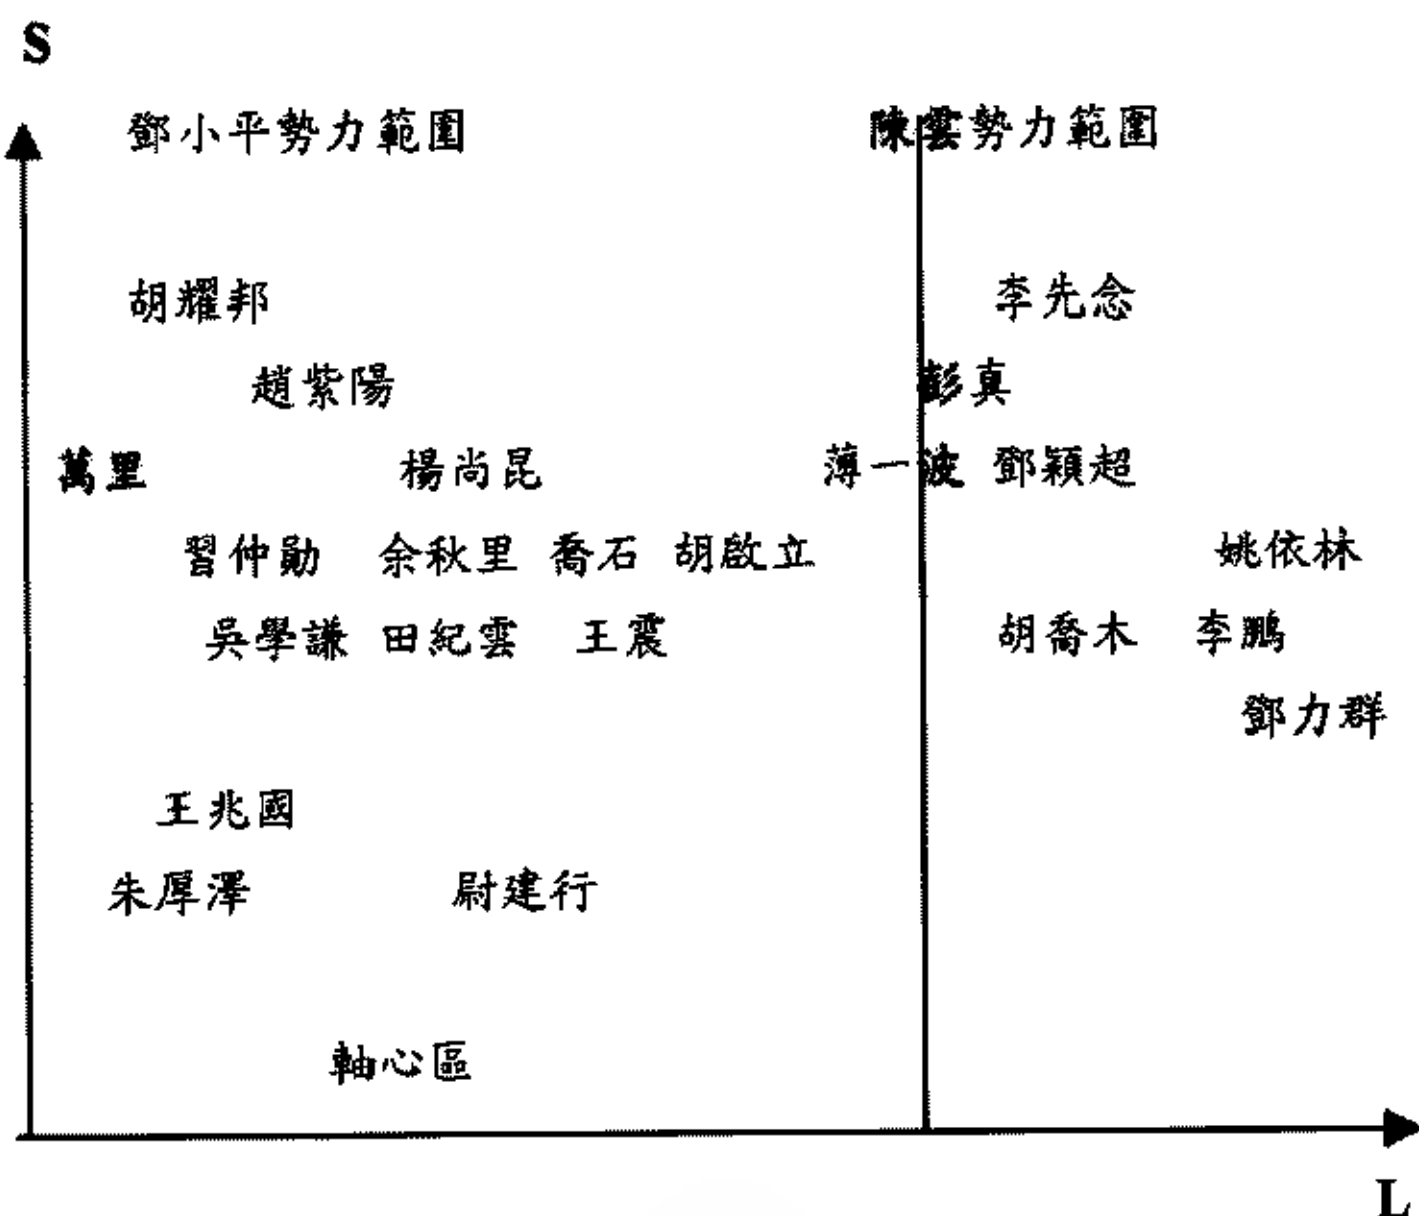 S
鄧小平勢力範圍 陳雲勢力範圍
胡耀邦 李先念
趙紫陽 彭真
萬里 楊尚昆 薄一波 鄧穎超
習仲勛 余秋里 喬石 胡啟立 姚依林
吳學謙 田紀雲 王震 胡喬木 李鵬
鄧力群
王兆國
朱厚澤 尉建行
軸心區
L